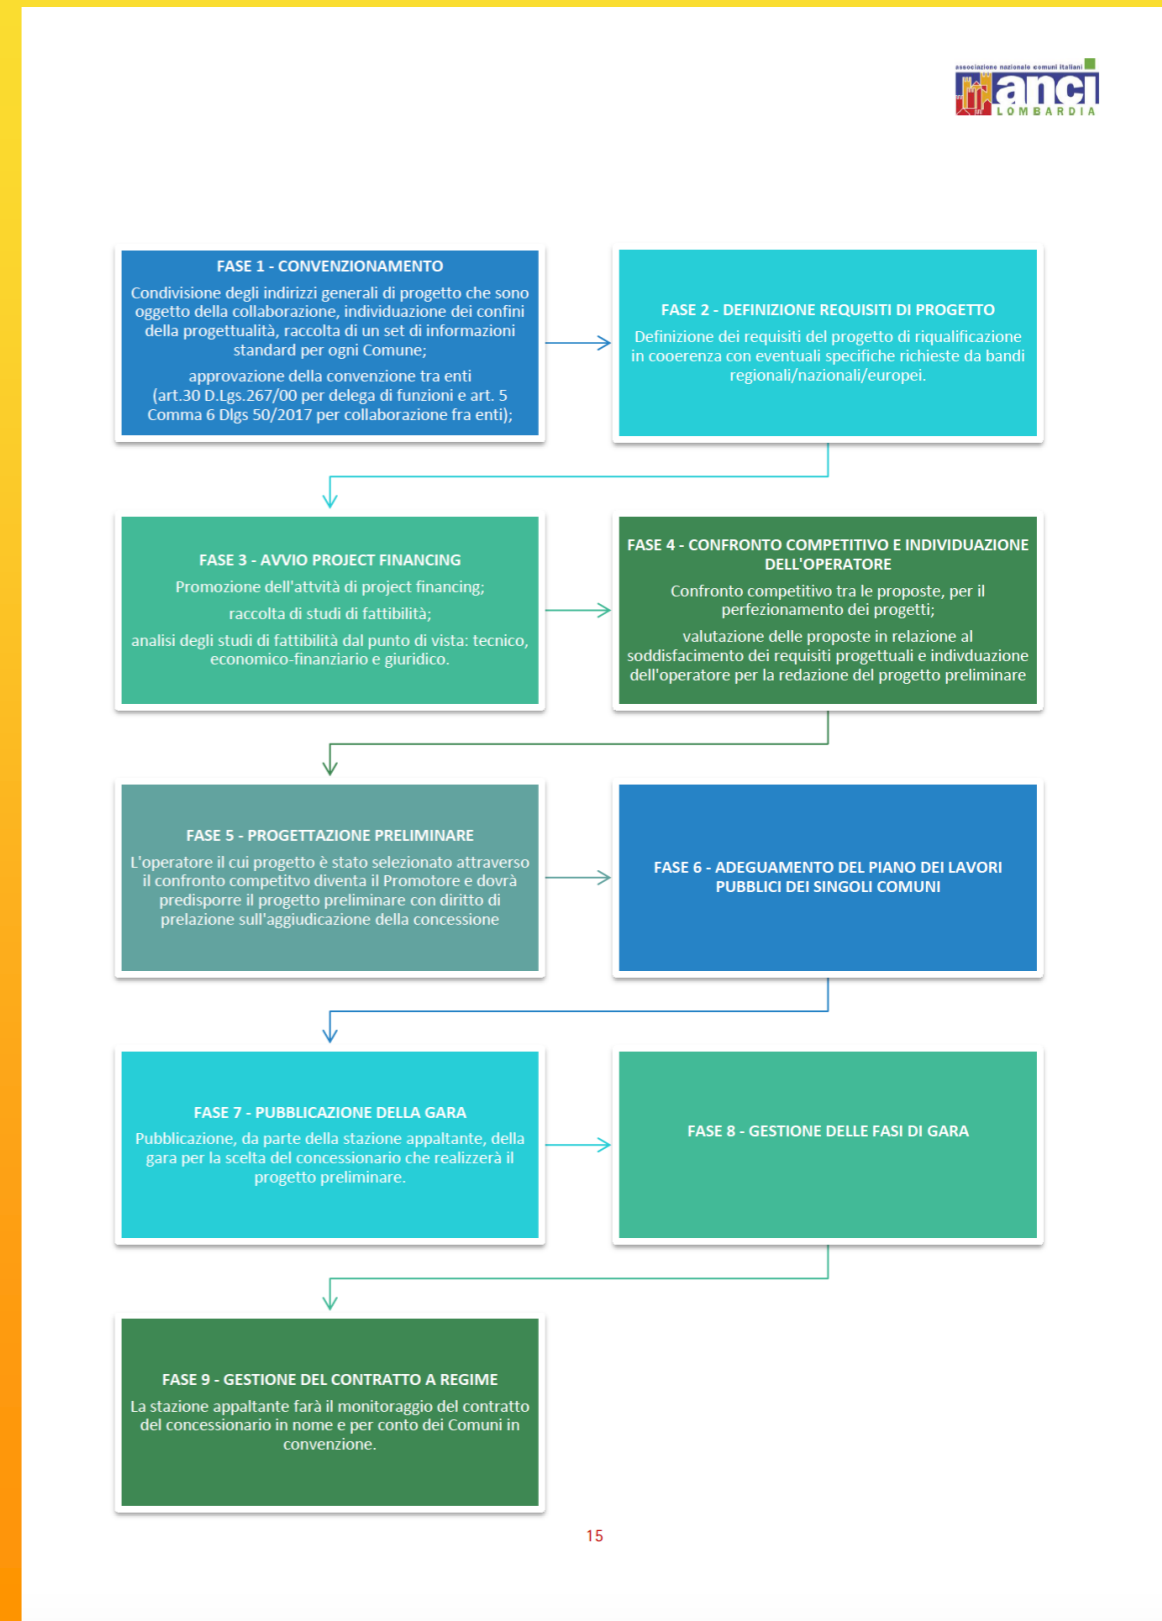 associazione nazionale comuni italiani
anci
LOMBARDIA
FASE 1 - CONVENZIONAMENTO
Condivisione degli indirizzi generali di progetto che sono
oggetto della collaborazione, individuazione dei confini
della progettualità, raccolta di un set di informazioni
standard per ogni Comune;
approvazione della convenzione tra enti
(art.30 D.Lgs.267/00 per delega di funzioni e art. 5
Comma 6 Dlgs 50/2017 per collaborazione fra enti);
FASE 2 - DEFINIZIONE REQUISITI DI PROGETTO
Definizione dei requisiti del progetto di riqualificazione
in cooerenza con eventuali specifiche richieste da bandi
regionali/nazionali/europei.
FASE 3 - AVVIO PROJECT FINANCING
Promozione dell'attvità di project financing;
raccolta di studi di fattibilità;
analisi degli studi di fattibilità dal punto di vista: tecnico,
economico-finanziario e giuridico.
FASE 4 - CONFRONTO COMPETITIVO E INDIVIDUAZIONE
DELL'OPERATORE
Confronto competitivo tra le proposte, per il
perfezionamento dei progetti;
valutazione delle proposte in relazione al
soddisfacimento dei requisiti progettuali e indivduazione
dell'operatore per la redazione del progetto preliminare
FASE 5 - PROGETTAZIONE PRELIMINARE
L'operatore il cui progetto è stato selezionato attraverso
il confronto competitvo diventa il Promotore e dovrà
predisporre il progetto preliminare con diritto di
prelazione sull'aggiudicazione della concessione
FASE 6 - ADEGUAMENTO DEL PIANO DEI LAVORI
PUBBLICI DEI SINGOLI COMUNI
FASE 7 - PUBBLICAZIONE DELLA GARA
Pubblicazione, da parte della stazione appaltante, della
gara per la scelta del concessionario che realizzerà il
progetto preliminare.
FASE 8 - GESTIONE DELLE FASI DI GARA
FASE 9 - GESTIONE DEL CONTRATTO A REGIME
La stazione appaltante farà il monitoraggio del contratto
del concessionario in nome e per conto dei Comuni in
convenzione.
15